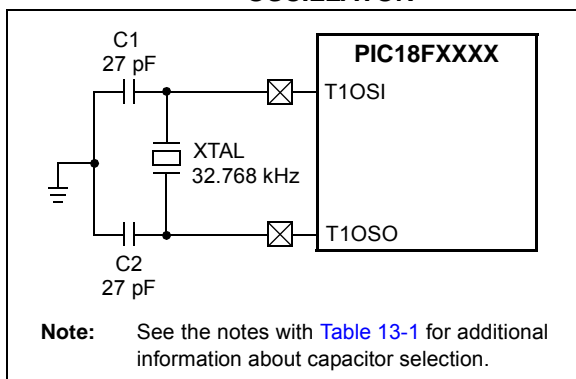 C1
27 pF
PIC18FXXXX
T1OSI
XTAL
32.768 kHz
T1OSO
C2
27 pF
Note: See the notes with Table 13-1 for additional
information about capacitor selection.